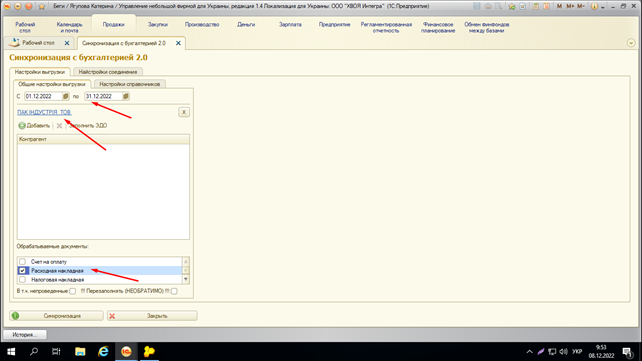 Беги / Ягупова Катерина / Управление небольшой фирмой для Украины, редакция 1.4 Локализация для Украины: ООО "ХВОЯ Интегра" (1С:Предприятие)
M M+ M-
Рабочий стол
Календарь и почта
Продажи
Закупки
Производство
Деньги
Зарплата
Предприятие
Регламентированная отчетность
Финансовое планирование
Обмен финфондов между базами
Рабочий стол
Синхронизация с бухгалтерией 2.0
Синхронизация с бухгалтерией 2.0
Настройки выгрузки
Найстройки соединения
Общие настройки выгрузки
Настройки справочников
С 01.12.2022 по 31.12.2022
ПАК ІНДУСТРІЯ ТОВ
x
Добавить
Заполнить ЭДО
Контрагент
Обрабатываемые документы:
Счет на оплату
Расходная накладная
Налоговая накладная
В т.ч. непроведенные:
!!! Перезаполнять (НЕОБРАТИМО) !!!:
Синхронизация
Закрыть
История...
УКР
9:53
08.12.2022